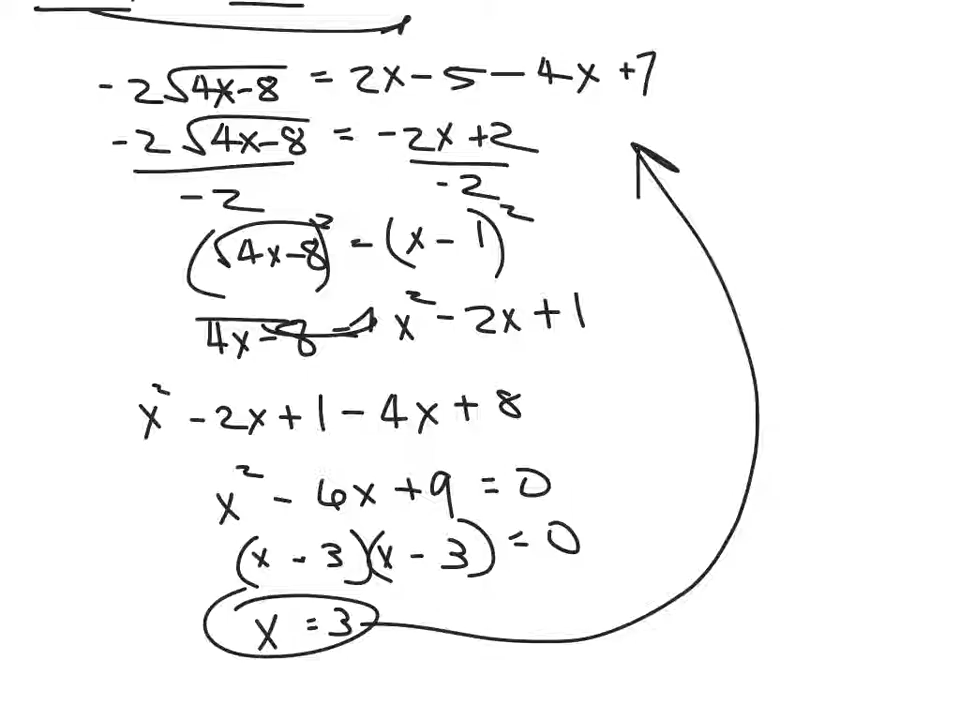 -2√(4x-8) = 2x - 5 - 4x + 7
-2√(4x-8) = -2x + 2
-2 -2
(√(4x-8))² = (x - 1)²
4x - 8 = x² - 2x + 1
x² - 2x + 1 - 4x + 8
x² - 6x + 9 = 0
(x - 3)(x - 3) = 0
x = 3